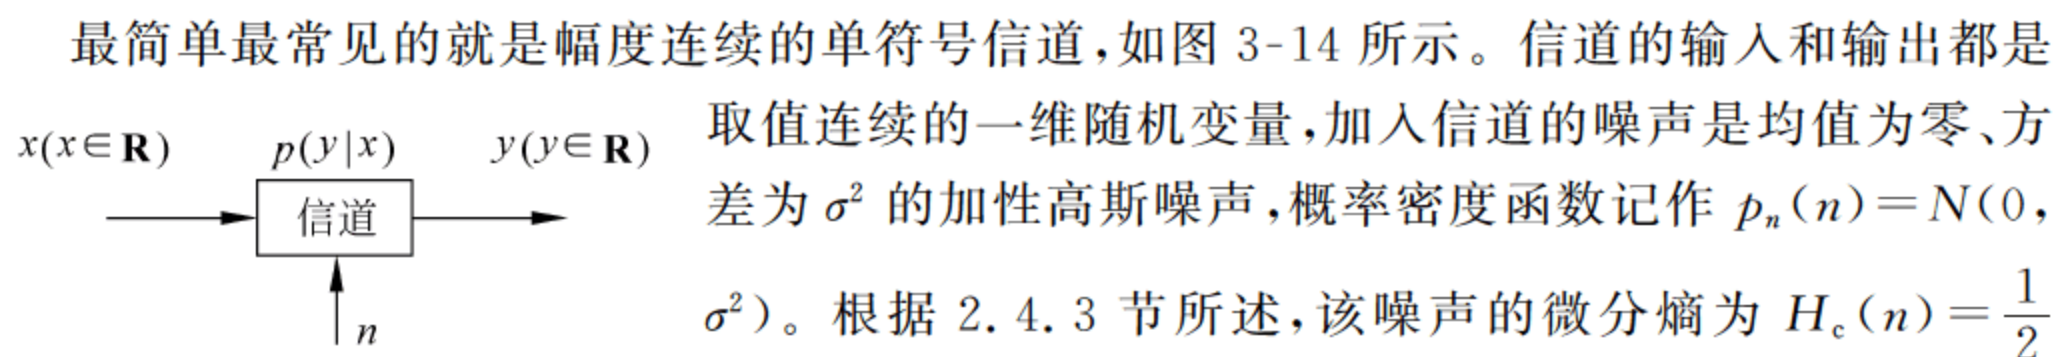 最简单最常见的就是幅度连续的单符号信道,如图 3-14 所示。信道的输入和输出都是
x(x∈R) p(y|x) y(y∈R)
信道
n
取值连续的一维随机变量,加入信道的噪声是均值为零、方
差为 σ² 的加性高斯噪声,概率密度函数记作 pₙ(n)=N(0,
σ²)。根据 2.4.3 节所述,该噪声的微分熵为 H_c(n)=1/2